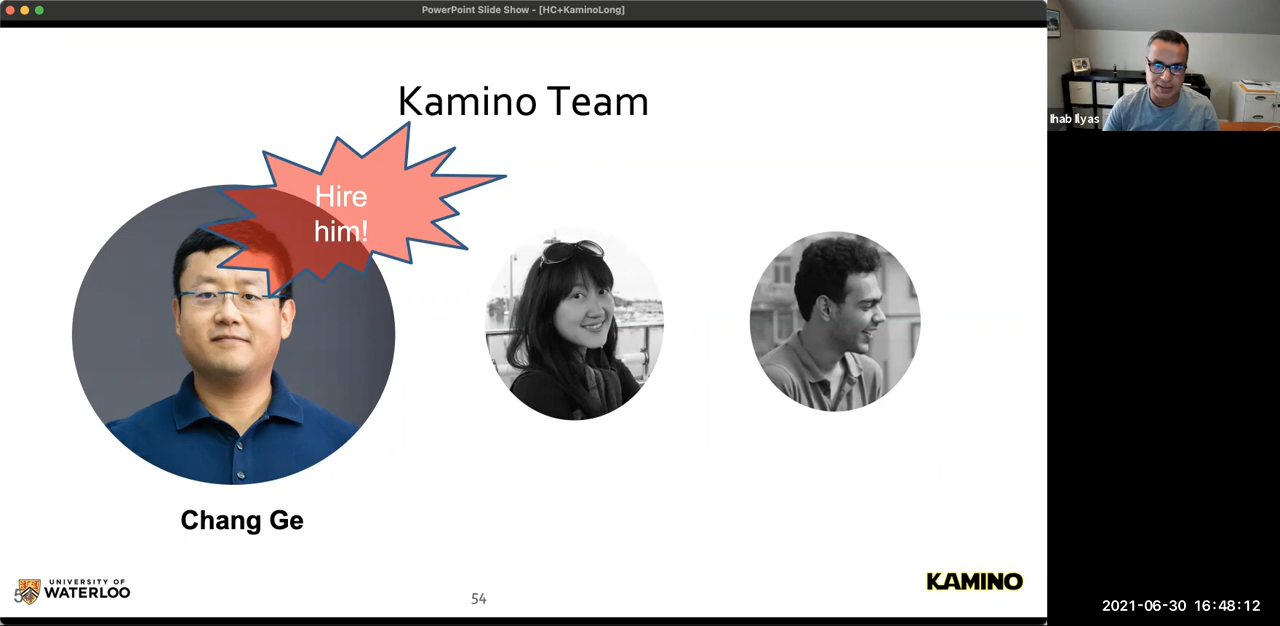 PowerPoint Slide Show - [HC+KaminoLong]
Kamino Team
Hire
him!
Chang Ge
UNIVERSITY OF
WATERLOO
54
KAMINO
Ihab Ilyas
2021-06-30 16:48:12